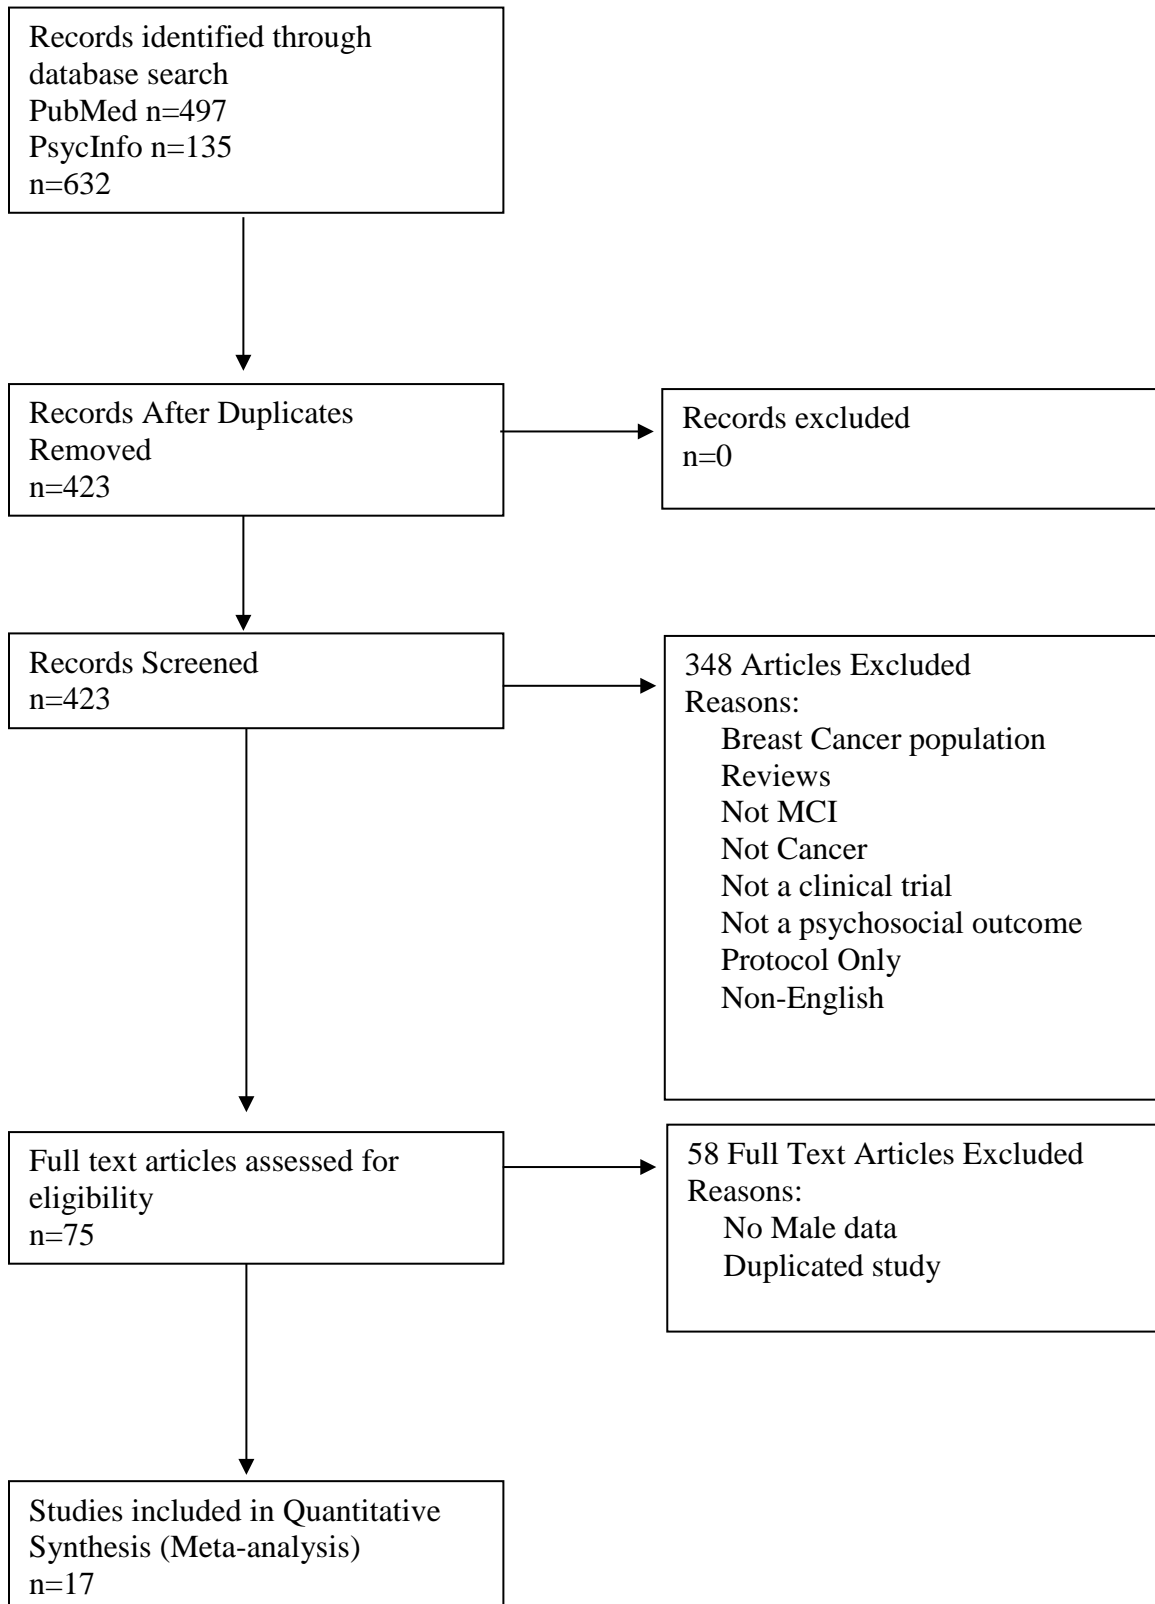 Records identified through
database search
PubMed n=497
PsycInfo n=135
n=632
Records After Duplicates
Removed
n=423
Records excluded
n=0
Records Screened
n=423
348 Articles Excluded
Reasons:
Breast Cancer population
Reviews
Not MCI
Not Cancer
Not a clinical trial
Not a psychosocial outcome
Protocol Only
Non-English
Full text articles assessed for
eligibility
n=75
58 Full Text Articles Excluded
Reasons:
No Male data
Duplicated study
Studies included in Quantitative
Synthesis (Meta-analysis)
n=17